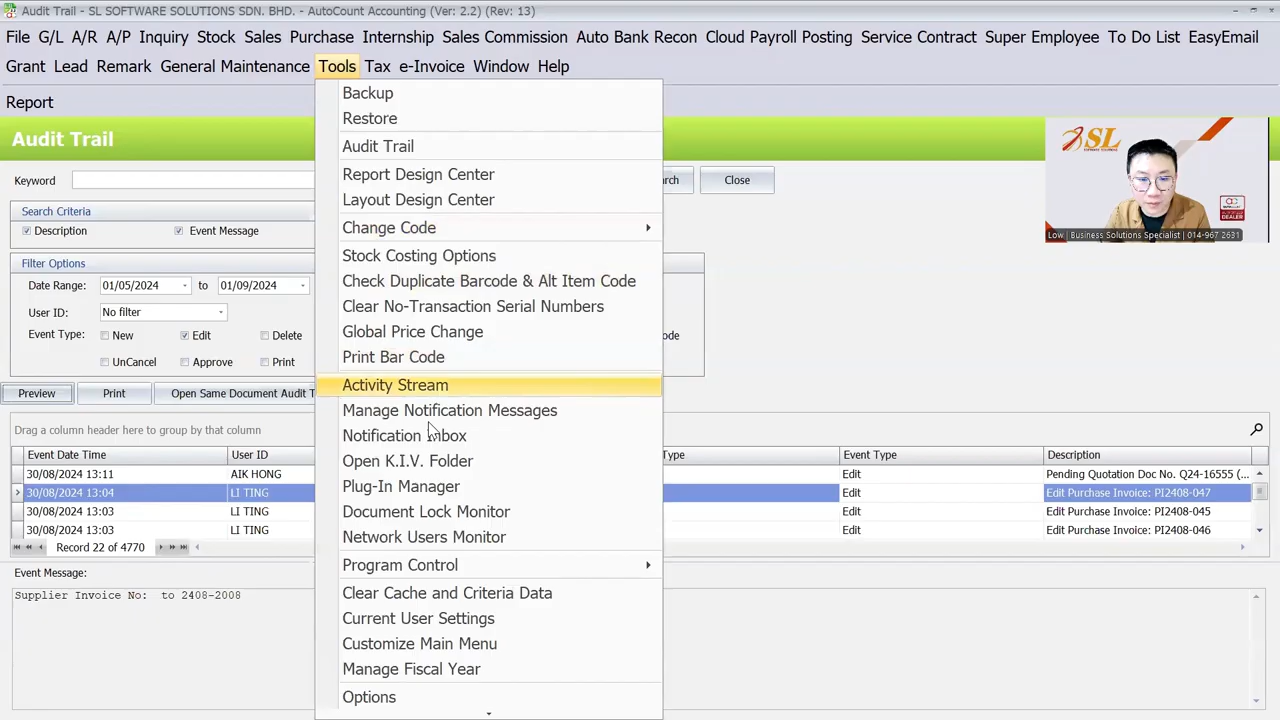 Audit Trail - SL SOFTWARE SOLUTIONS SDN. BHD. - AutoCount Accounting (Ver: 2.2) (Rev: 13)
File G/L A/R A/P Inquiry Stock Sales Purchase Internship Sales Commission Auto Bank Recon Cloud Payroll Posting Service Contract Super Employee To Do List EasyEmail
Grant Lead Remark General Maintenance Tools Tax e-Invoice Window Help
Report
Audit Trail
Keyword
rch
Close
Search Criteria
Description
Event Message
Filter Options
Date Range: 01/05/2024 to 01/09/2024
User ID: No filter
Event Type: New Edit Delete
ode
UnCancel Approve Print
Preview
Print
Open Same Document Audit T
Drag a column header here to group by that column
Event Date Time User ID Type Event Type Description
30/08/2024 13:11 AIK HONG Edit Pending Quotation Doc No. Q24-16555 (...
30/08/2024 13:04 LI TING Edit Edit Purchase Invoice: PI2408-047
30/08/2024 13:03 LI TING Edit Edit Purchase Invoice: PI2408-045
30/08/2024 13:03 LI TING Edit Edit Purchase Invoice: PI2408-046
Record 22 of 4770
Event Message:
Supplier Invoice No: to 2408-2008
Backup
Restore
Audit Trail
Report Design Center
Layout Design Center
Change Code
Stock Costing Options
Check Duplicate Barcode & Alt Item Code
Clear No-Transaction Serial Numbers
Global Price Change
Print Bar Code
Activity Stream
Manage Notification Messages
Notification Inbox
Open K.I.V. Folder
Plug-In Manager
Document Lock Monitor
Network Users Monitor
Program Control
Clear Cache and Criteria Data
Current User Settings
Customize Main Menu
Manage Fiscal Year
Options
SL
DEALER
Low | Business Solutions Specialist | 014-967 2631